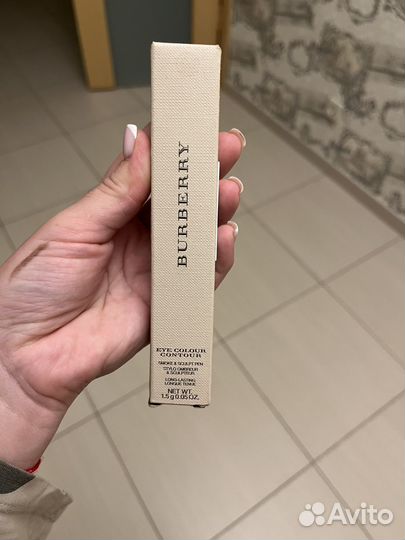 BURBERRY
EYE COLOUR
CONTOUR
SMOKE & SCULPT PEN
STYLO OMBREUR
& SCULPTEUR
LONG-LASTING
LONGUE TENUE
NET WT.
1.5 g 0.05 OZ.
Avito